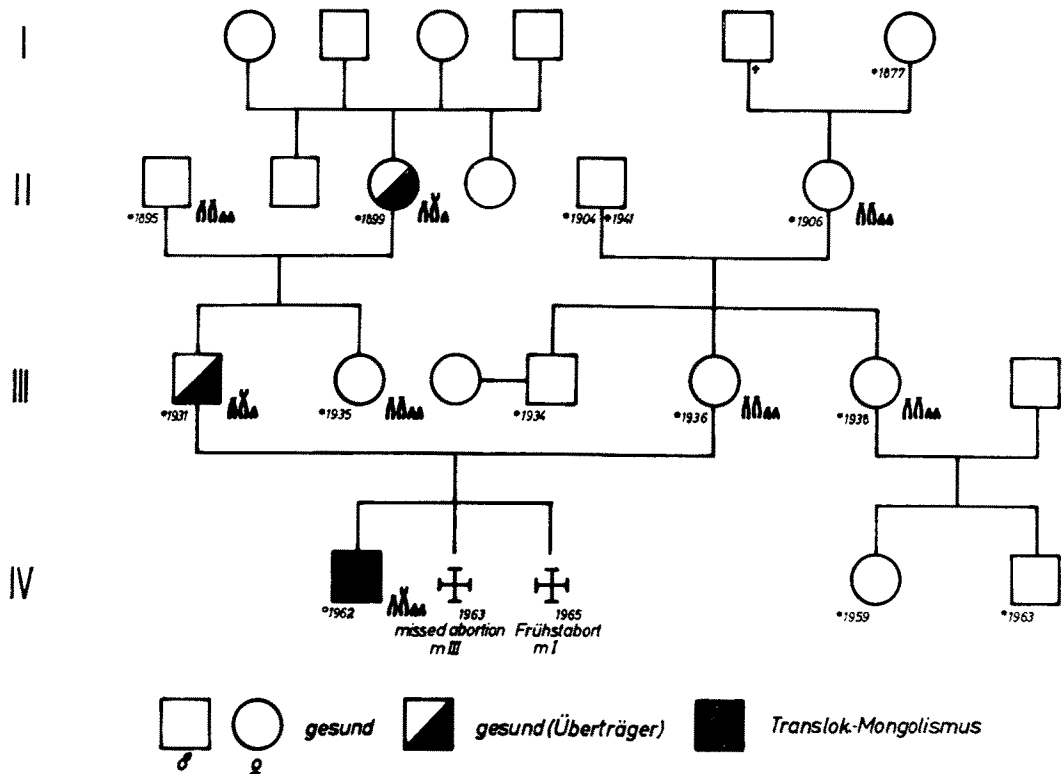 I
*1877
II
*1895
*1899
*1904 +1941
*1906
III
*1931
*1935
*1934
*1936
*1938
IV
*1962
1963
missed abortion
m III
1965
Frühstabort
m I
*1959
*1963
♂ ♀ gesund
gesund (Überträger)
Translok.-Mongolismus